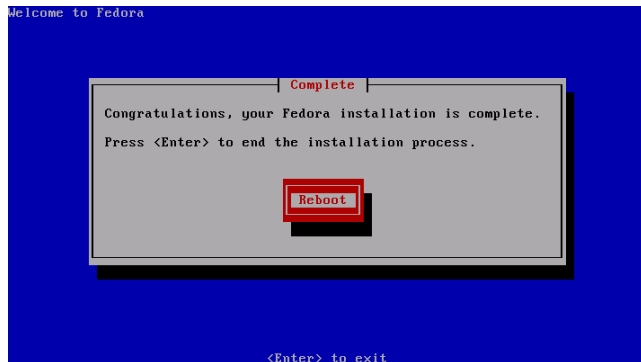 Welcome to Fedora
Complete
Congratulations, your Fedora installation is complete.
Press <Enter> to end the installation process.
Reboot
<Enter> to exit